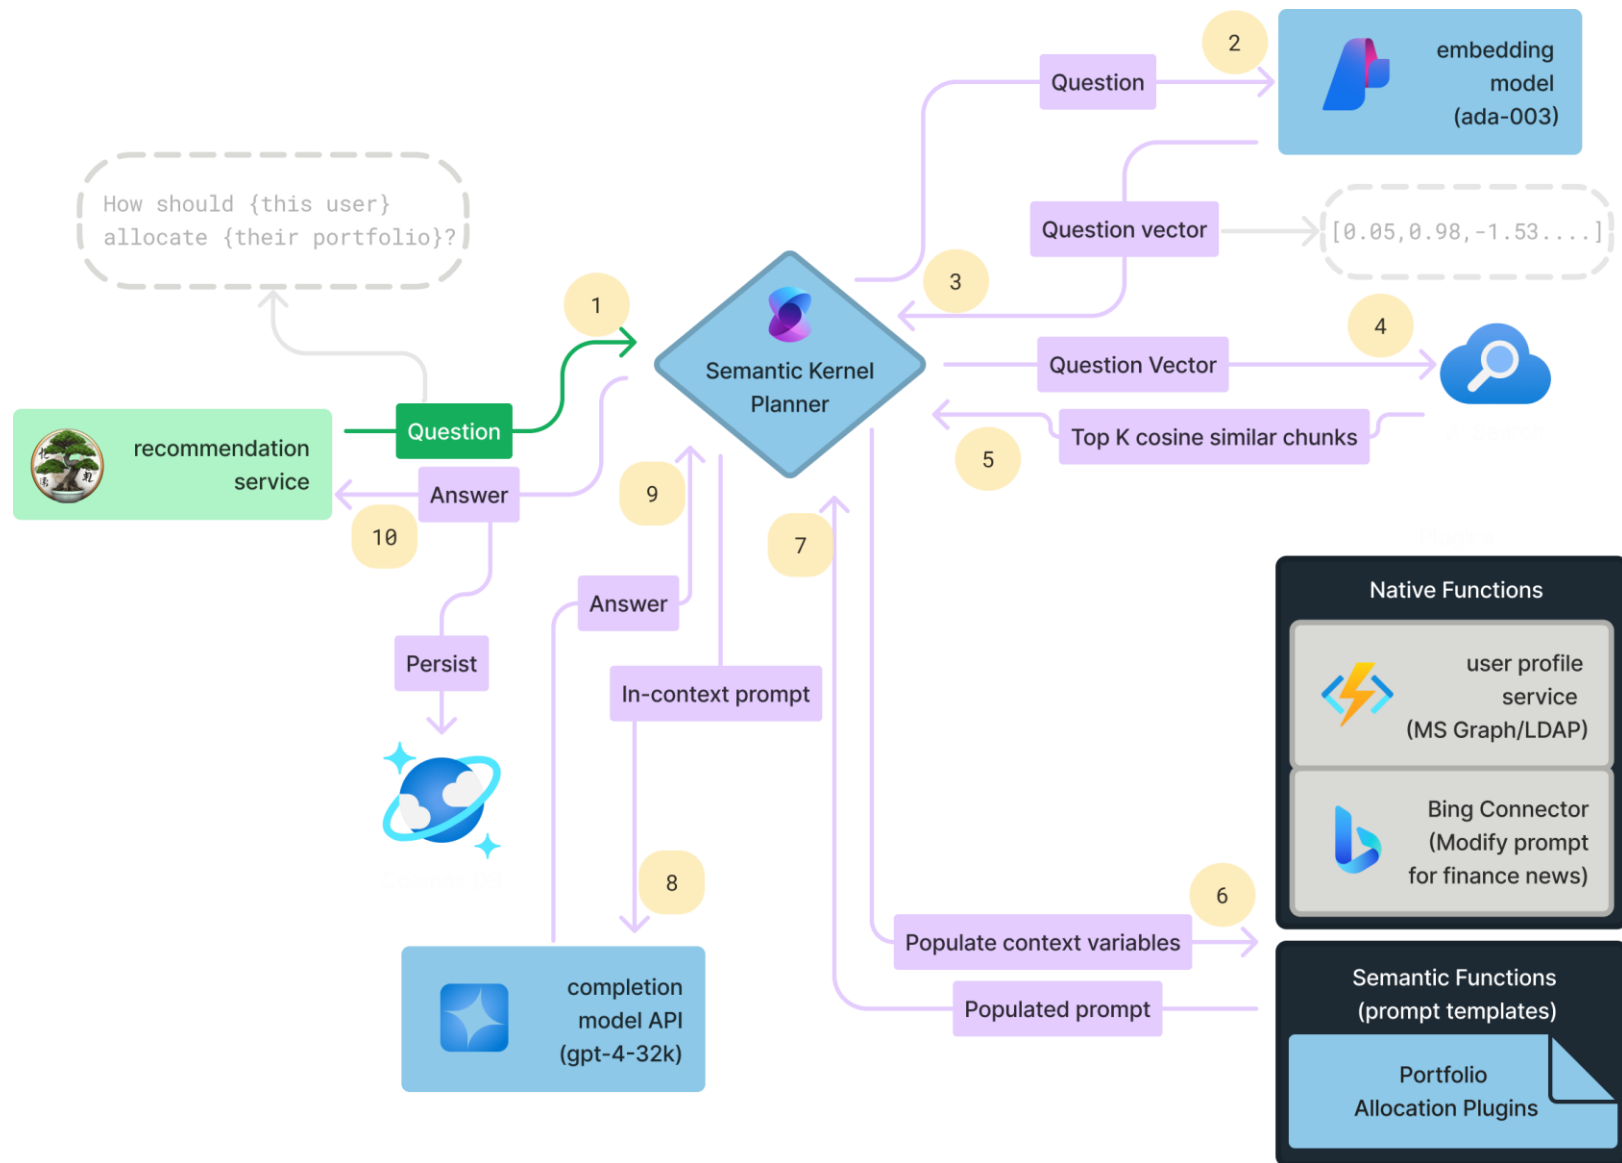 2
Question
embedding
model
(ada-003)
How should {this user}
allocate {their portfolio}?
Question vector
[0.05,0.98,-1.53....]
1
3
4
Semantic Kernel
Planner
Question Vector
recommendation
service
Question
Top K cosine similar chunks
5
Answer
9
10
7
Plugins
Native Functions
Answer
user profile
service
(MS Graph/LDAP)
Persist
In-context prompt
Bing Connector
(Modify prompt
for finance news)
8
6
Populate context variables
Populated prompt
completion
model API
(gpt-4-32k)
Semantic Functions
(prompt templates)
Portfolio
Allocation Plugins